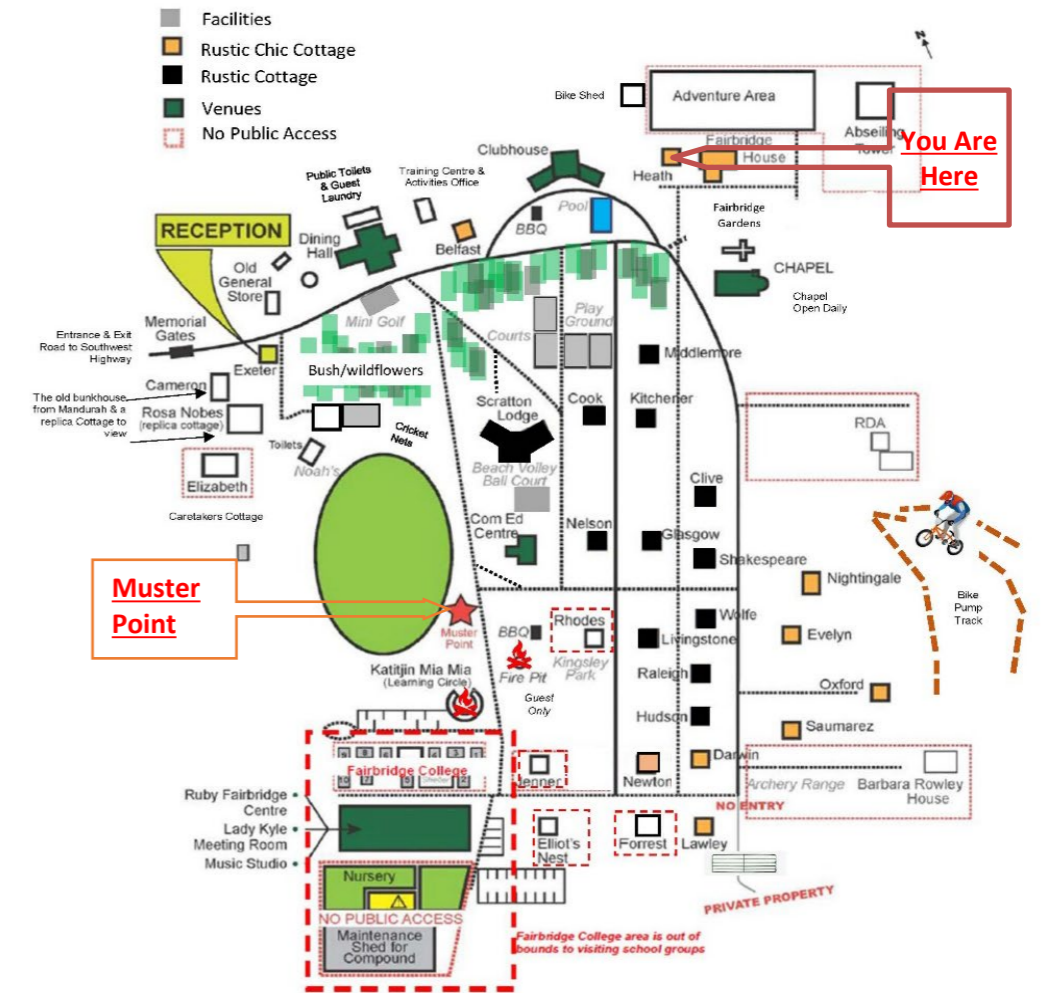 Facilities
Rustic Chic Cottage
Rustic Cottage
Venues
No Public Access
N
Bike Shed
Adventure Area
Abseiling
Tower
You Are
Here
Fairbridge
House
Heath
Clubhouse
Pool
BBQ
Training Centre &
Activities Office
Public Toilets
& Guest
Laundry
Belfast
Dining
Hall
RECEPTION
Old
General
Store
Fairbridge
Gardens
CHAPEL
Chapel
Open Daily
Mini Golf
Courts
Play
Ground
Memorial
Gates
Entrance & Exit
Road to Southwest
Highway
Exeter
Bush/wildflowers
Middlemore
Cameron
The old bunkhouse
from Mandurah & a
replica Cottage to
view
Rosa Nobes
(replica cottage)
Scratton
Lodge
Cook
Kitchener
Cricket
Nets
Toilets
Noah's
RDA
Elizabeth
Caretakers Cottage
Beach Volley
Ball Court
Clive
Com Ed
Centre
Nelson
Glasgow
Shakespeare
Nightingale
Bike
Pump
Track
Muster
Point
Muster
Point
BBQ
Rhodes
Wolfe
Livingstone
Evelyn
Fire Pit
Kingsley
Park
Katitjin Mia Mia
(Learning Circle)
Guest
Only
Raleigh
Oxford
Hudson
Saumarez
Fairbridge College
Jenner
Newton
Darwin
Archery Range
Barbara Rowley
House
NO ENTRY
Ruby Fairbridge
Centre
Lady Kyle
Meeting Room
Music Studio
Elliot's
Nest
Forrest
Lawley
Nursery
NO PUBLIC ACCESS
Maintenance
Shed for
Compound
PRIVATE PROPERTY
Fairbridge College area is out of
bounds to visiting school groups